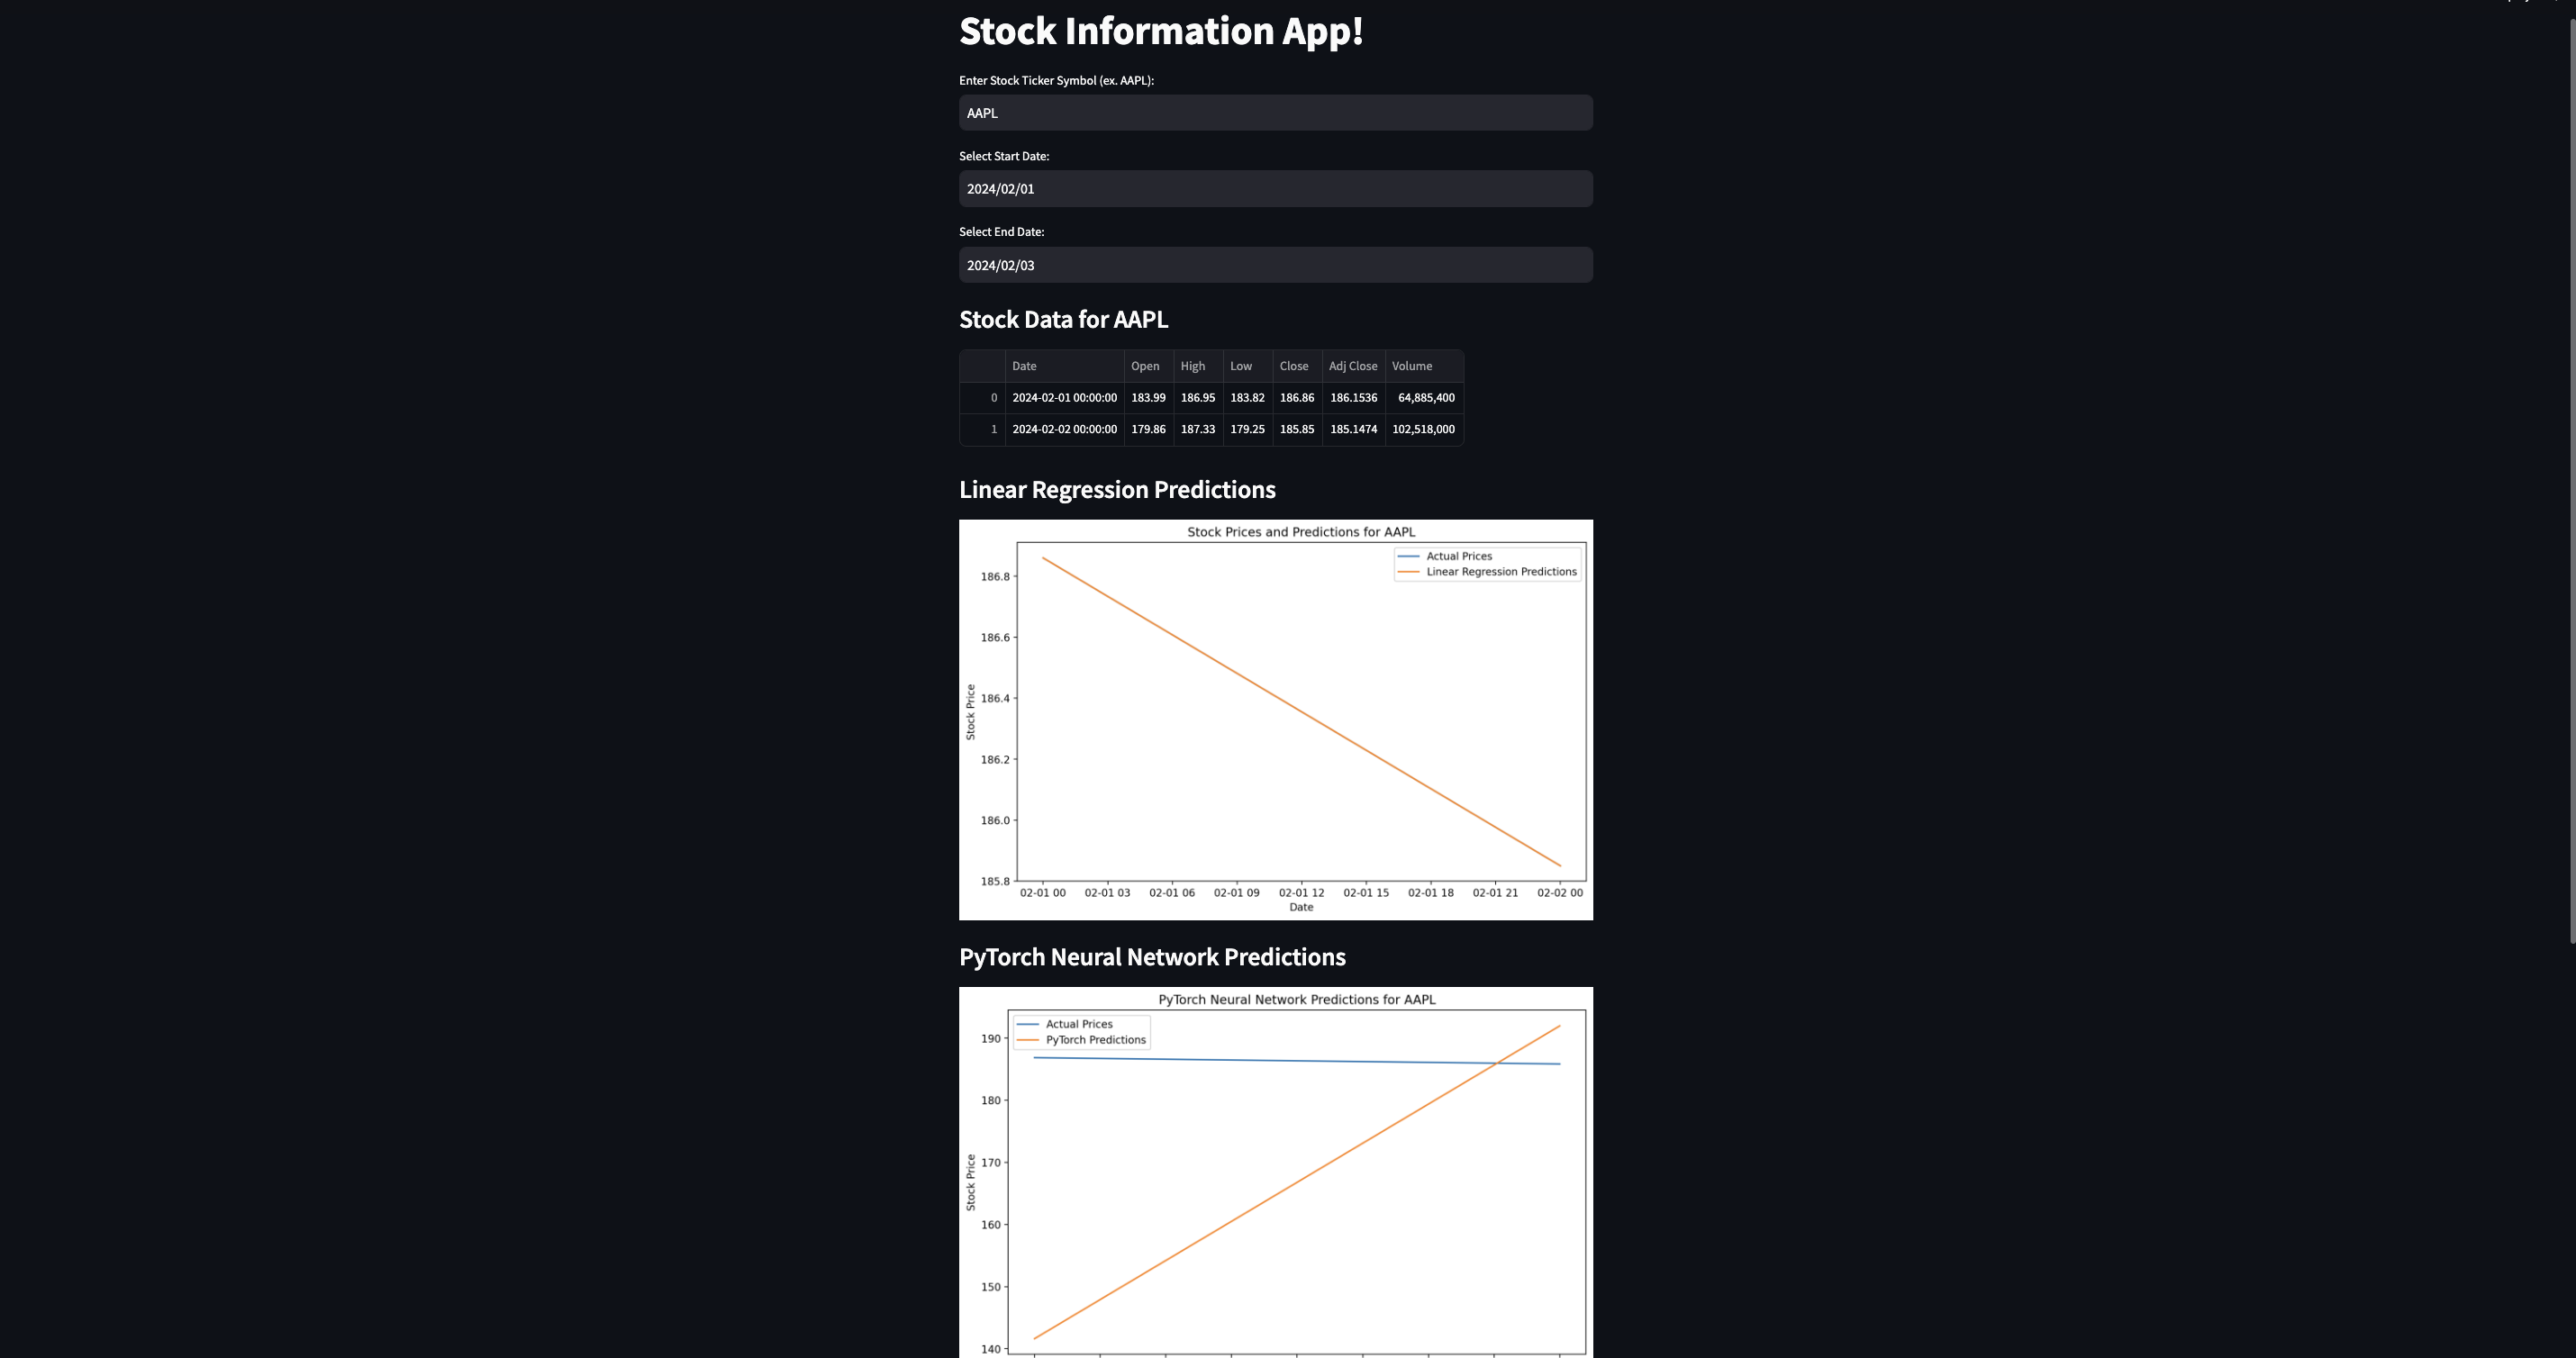 Stock Information App!
Enter Stock Ticker Symbol (ex. AAPL):
AAPL
Select Start Date:
2024/02/01
Select End Date:
2024/02/03
Stock Data for AAPL
Date Open High Low Close Adj Close Volume
0 2024-02-01 00:00:00 183.99 186.95 183.82 186.86 186.1536 64,885,400
1 2024-02-02 00:00:00 179.86 187.33 179.25 185.85 185.1474 102,518,000
Linear Regression Predictions
Stock Prices and Predictions for AAPL
Actual Prices
Linear Regression Predictions
186.8
186.6
186.4
186.2
186.0
185.8
Stock Price
02-01 00 02-01 03 02-01 06 02-01 09 02-01 12 02-01 15 02-01 18 02-01 21 02-02 00
Date
PyTorch Neural Network Predictions
PyTorch Neural Network Predictions for AAPL
Actual Prices
PyTorch Predictions
190
180
170
160
150
140
Stock Price